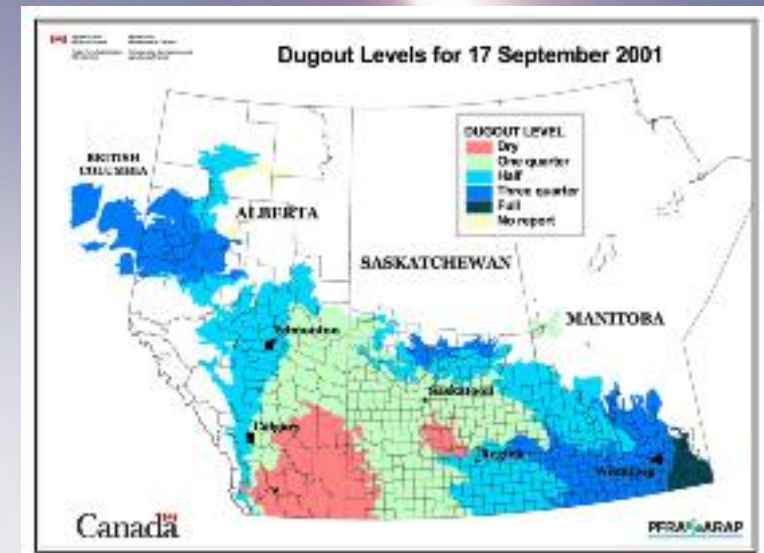 Dugout Levels for 17 September 2001
DUGOUT LEVEL
Dry
One quarter
Half
Three quarter
Full
No report
BRITISH
COLUMBIA
ALBERTA
SASKATCHEWAN
MANITOBA
Edmonton
Saskatoon
Calgary
Regina
Winnipeg
Canada
PFRA ARAP